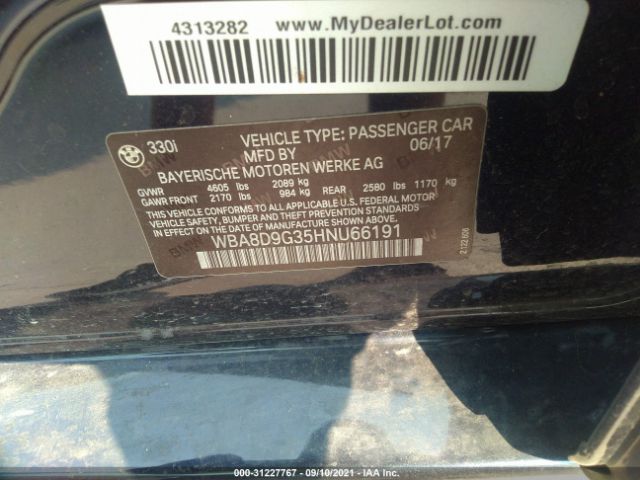 4313282 www.MyDealerLot.com
330i VEHICLE TYPE: PASSENGER CAR
MFD BY 06/17
BAYERISCHE MOTOREN WERKE AG
GVWR 4605 lbs 2089 kg
GAWR FRONT 2170 lbs 984 kg REAR 2580 lbs 1170 kg
THIS VEHICLE CONFORMS TO ALL APPLICABLE U.S. FEDERAL MOTOR
VEHICLE SAFETY, BUMPER, AND THEFT PREVENTION STANDARDS
IN EFFECT ON THE DATE OF MANUFACTURE SHOWN ABOVE.
WBA8D9G35HNU66191
000-31227767 - 09/10/2021 - IAA Inc.